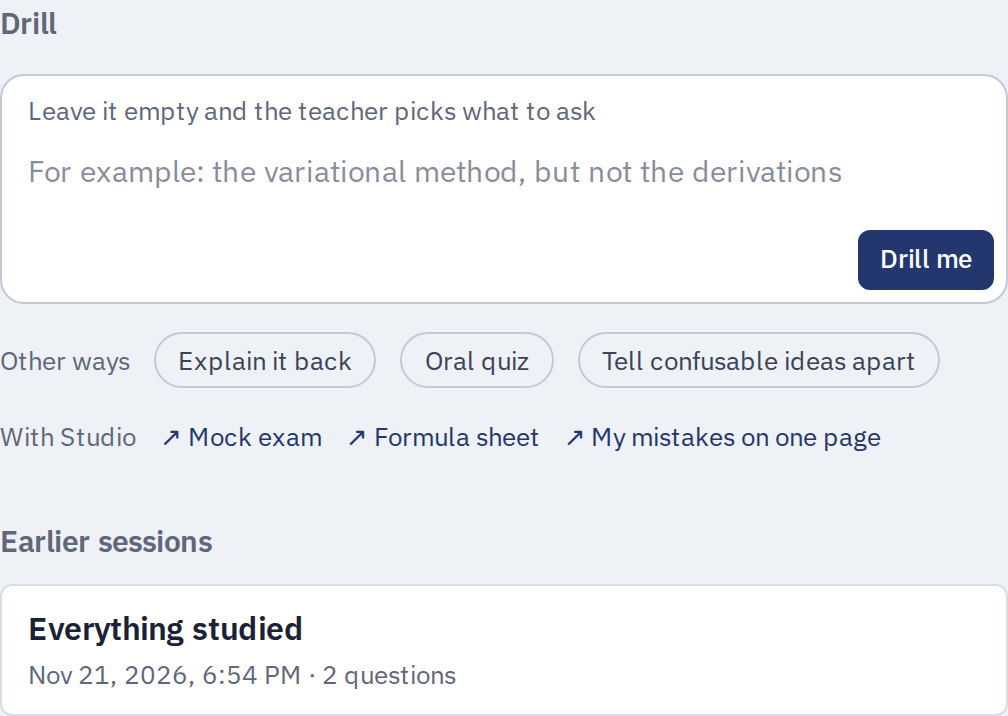 Drill
Leave it empty and the teacher picks what to ask
For example: the variational method, but not the derivations
Drill me
Other ways Explain it back Oral quiz Tell confusable ideas apart
With Studio ↗ Mock exam ↗ Formula sheet ↗ My mistakes on one page
Earlier sessions
Everything studied
Nov 21, 2026, 6:54 PM · 2 questions